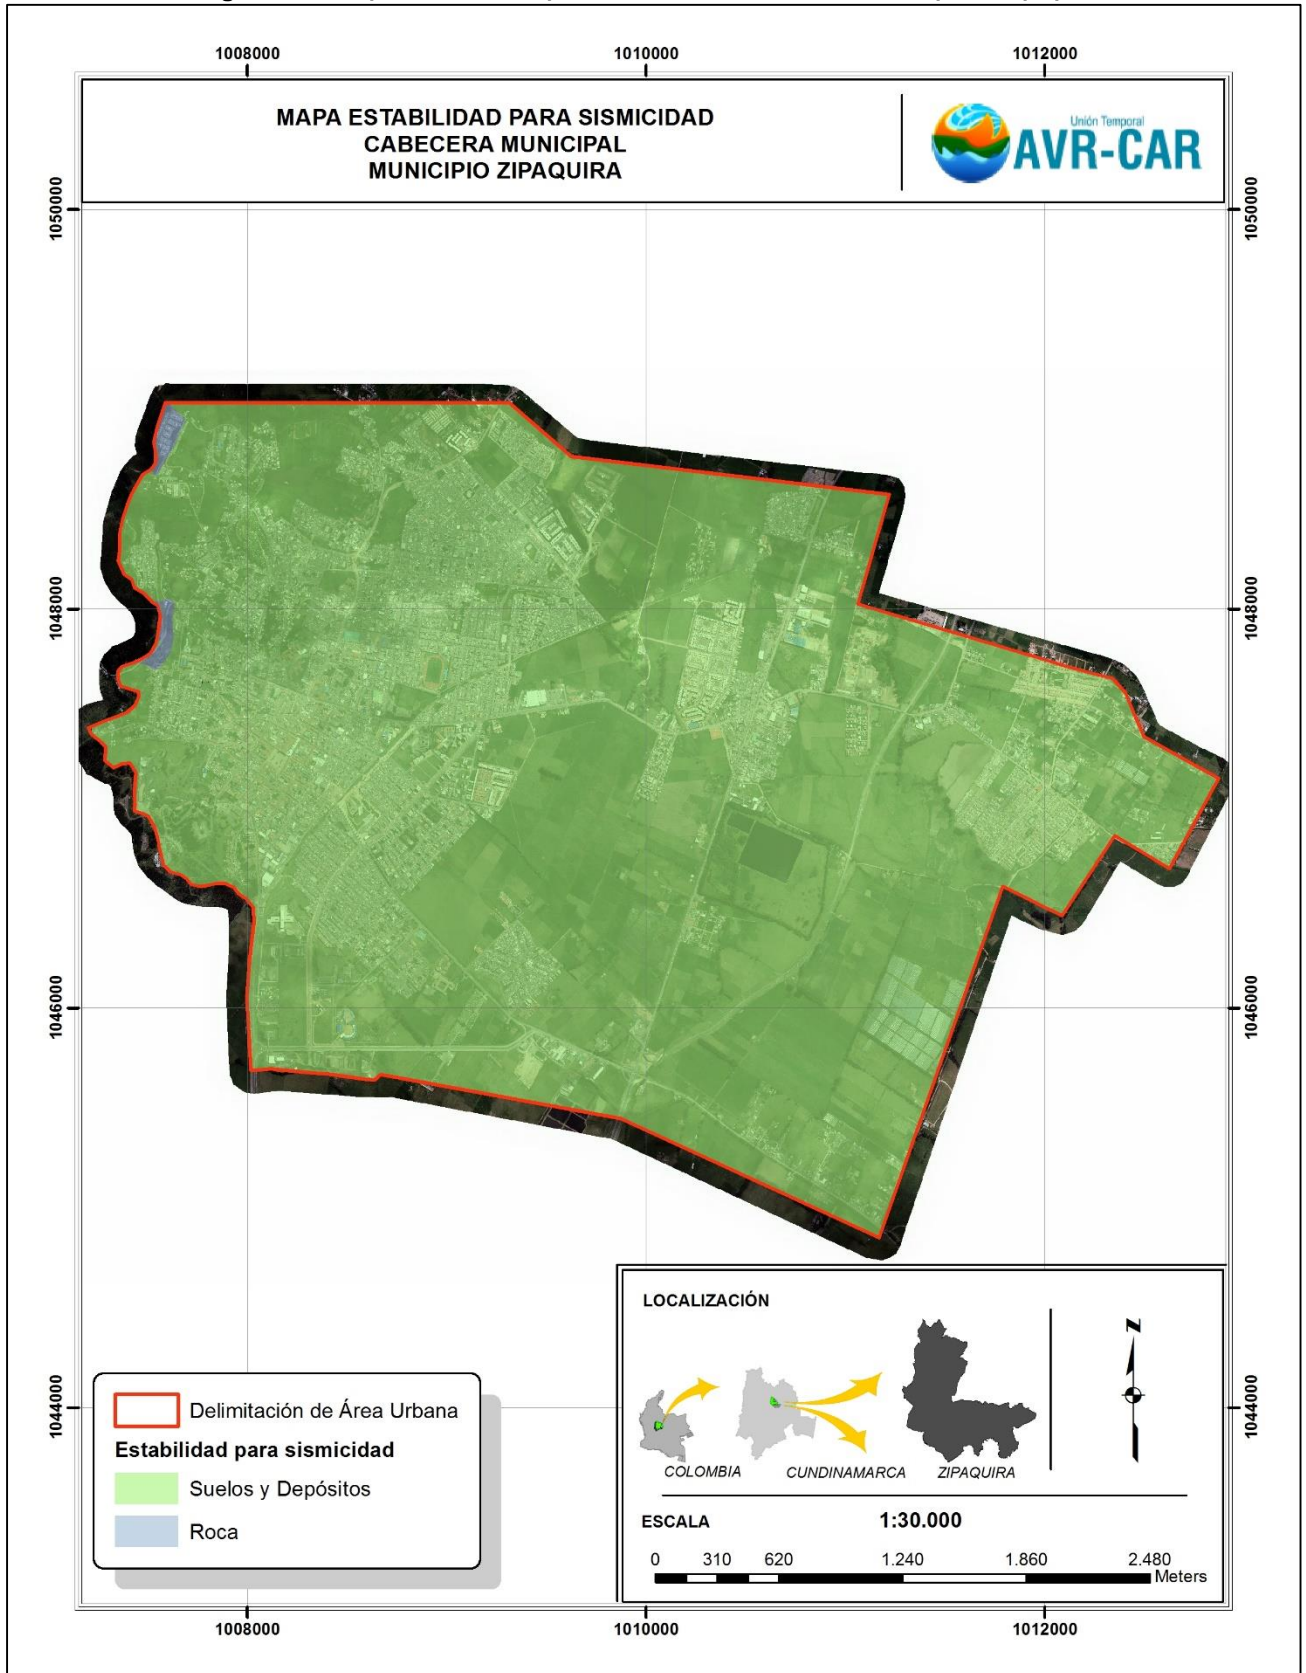 1008000 1010000 1012000
MAPA ESTABILIDAD PARA SISMICIDAD
CABECERA MUNICIPAL
MUNICIPIO ZIPAQUIRA
Unión Temporal
AVR-CAR
1050000 1050000
1048000 1048000
1046000 1046000
1044000 1044000
Delimitación de Área Urbana
Estabilidad para sismicidad
Suelos y Depósitos
Roca
LOCALIZACIÓN
N
COLOMBIA CUNDINAMARCA ZIPAQUIRA
ESCALA 1:30.000
0 310 620 1.240 1.860 2.480
Meters
1008000 1010000 1012000